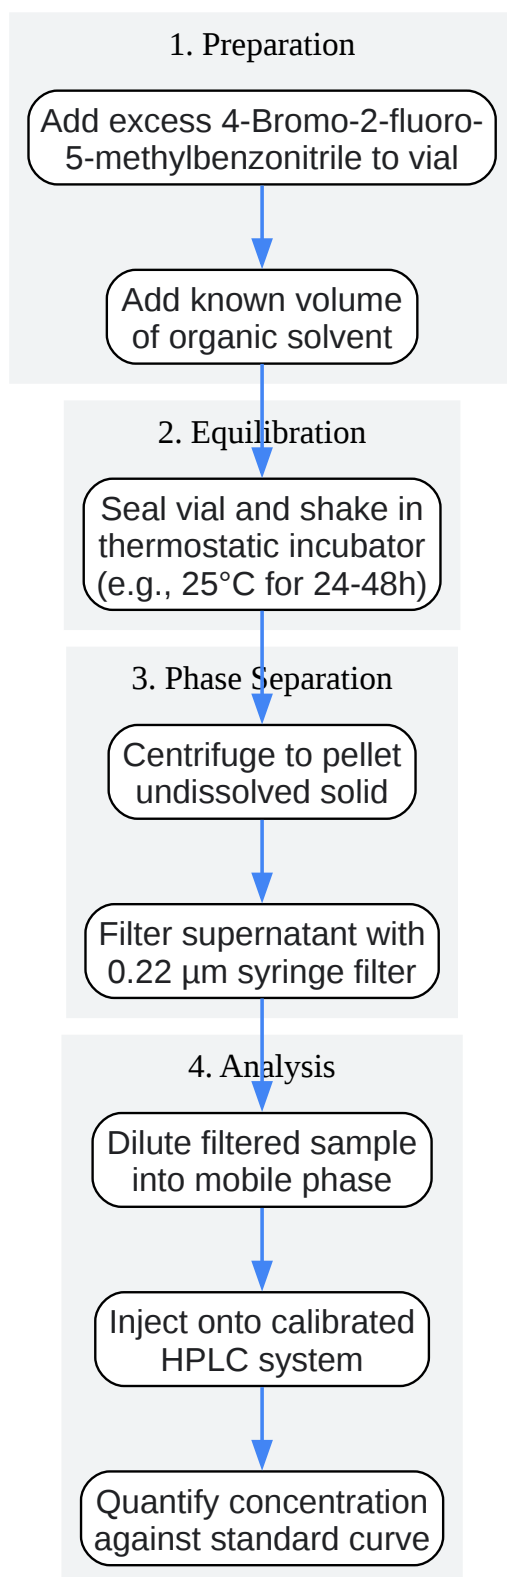 1. Preparation
Add excess 4-Bromo-2-fluoro-
5-methylbenzonitrile to vial
Add known volume
of organic solvent
2. Equilibration
Seal vial and shake in
thermostatic incubator
(e.g., 25°C for 24-48h)
3. Phase Separation
Centrifuge to pellet
undissolved solid
Filter supernatant with
0.22 µm syringe filter
4. Analysis
Dilute filtered sample
into mobile phase
Inject onto calibrated
HPLC system
Quantify concentration
against standard curve